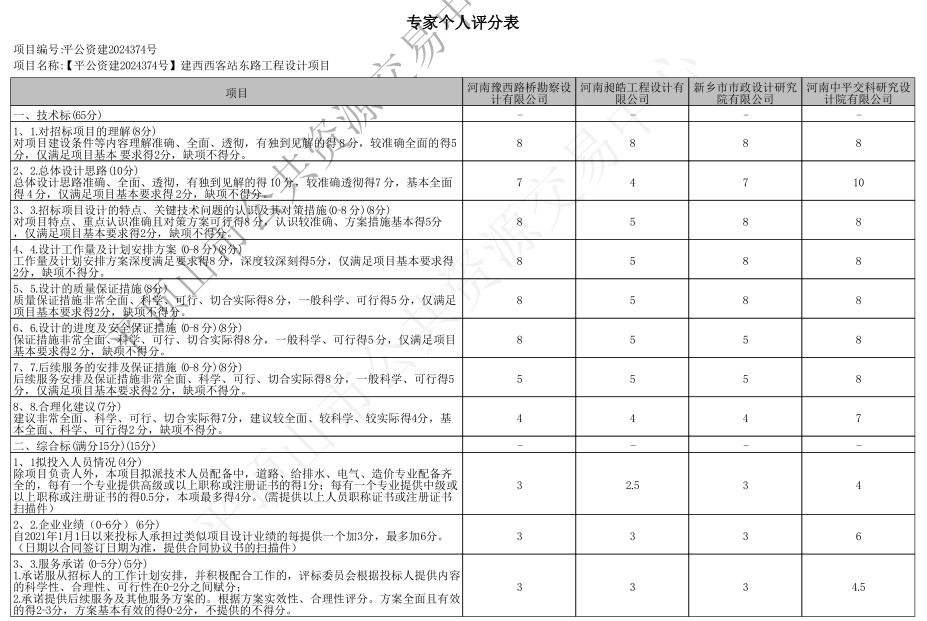 专家个人评分表
项目编号:平公资建2024374号
项目名称:【平公资建2024374号】建西西客站东路工程设计项目
项目 河南豫西路桥勘察设计有限公司 河南昶皓工程设计有限公司 新乡市市政设计研究院有限公司 河南中平交科研究设计院有限公司
一、技术标(65分) - - - -
1、1.对招标项目的理解(8分)
对项目建设条件等内容理解准确、全面、透彻，有独到见解的得8分，较准确全面的得5
分，仅满足项目基本要求得2分，缺项不得分。 8 8 8 8
2、2.总体设计思路(10分)
总体设计思路准确、全面、透彻，有独到见解的得10分，较准确透彻得7分，基本全面
得4分，仅满足项目基本要求得2分，缺项不得分。 7 4 7 10
3、3.招标项目设计的特点、关键技术问题的认识及其对策措施(0-8分)(8分)
对项目特点、重点认识准确且对策方案可行得8分，认识较准确、方案措施基本得5分
，仅满足项目基本要求得2分，缺项不得分。 8 5 8 8
4、4.设计工作量及计划安排方案(0-8分)(8分)
工作量及计划安排方案深度满足要求得8分，深度较深刻得5分，仅满足项目基本要求得
2分，缺项不得分。 8 5 8 8
5、5.设计的质量保证措施(8分)
质量保证措施非常全面、科学、可行、切合实际得8分，一般科学、可行得5分，仅满足
项目基本要求得2分，缺项不得分。 8 5 8 8
6、6.设计的进度及安全保证措施(0-8分)(8分)
保证措施非常全面、科学、可行、切合实际得8分，一般科学、可行得5分，仅满足项目
基本要求得2分，缺项不得分。 8 5 5 8
7、7.后续服务的安排及保证措施(0-8分)(8分)
后续服务安排及保证措施非常全面、科学、可行、切合实际得8分，一般科学、可行得5
分，仅满足项目基本要求得2分，缺项不得分。 5 5 5 8
8、8.合理化建议(7分)
建议非常全面、科学、可行、切合实际得7分，建议较全面、较科学、较实际得4分，基
本全面、科学、可行得2分，缺项不得分。 4 4 4 7
二、综合标(满分15分)(15分) - - - -
1、1拟投入人员情况(4分)
除项目负责人外，本项目拟派技术人员配备中，道路、给排水、电气、造价专业配备齐
全的，每有一个专业提供高级或以上职称或注册证书的得1分；每有一个专业提供中级或
以上职称或注册证书的得0.5分，本项最多得4分。(需提供以上人员职称证书或注册证书
扫描件） 3 2.5 3 4
2、2.企业业绩（0-6分）(6分)
自2021年1月1日以来投标人承担过类似项目设计业绩的每提供一个加3分，最多加6分。
（日期以合同签订日期为准，提供合同协议书的扫描件） 3 3 3 6
3、3.服务承诺(0-5分)(5分)
1.承诺服从招标人的工作计划安排，并积极配合工作的，评标委员会根据投标人提供内容
的科学性、合理性、可行性在0-2分之间赋分；
2.承诺提供后续服务及其他服务方案的。根据方案实效性、合理性评分。方案全面且有效
的得2-3分，方案基本有效的得0-2分，不提供的不得分。 3 3 3 4.5
平顶山市公共资源交易中心
平顶山市公共资源交易中心